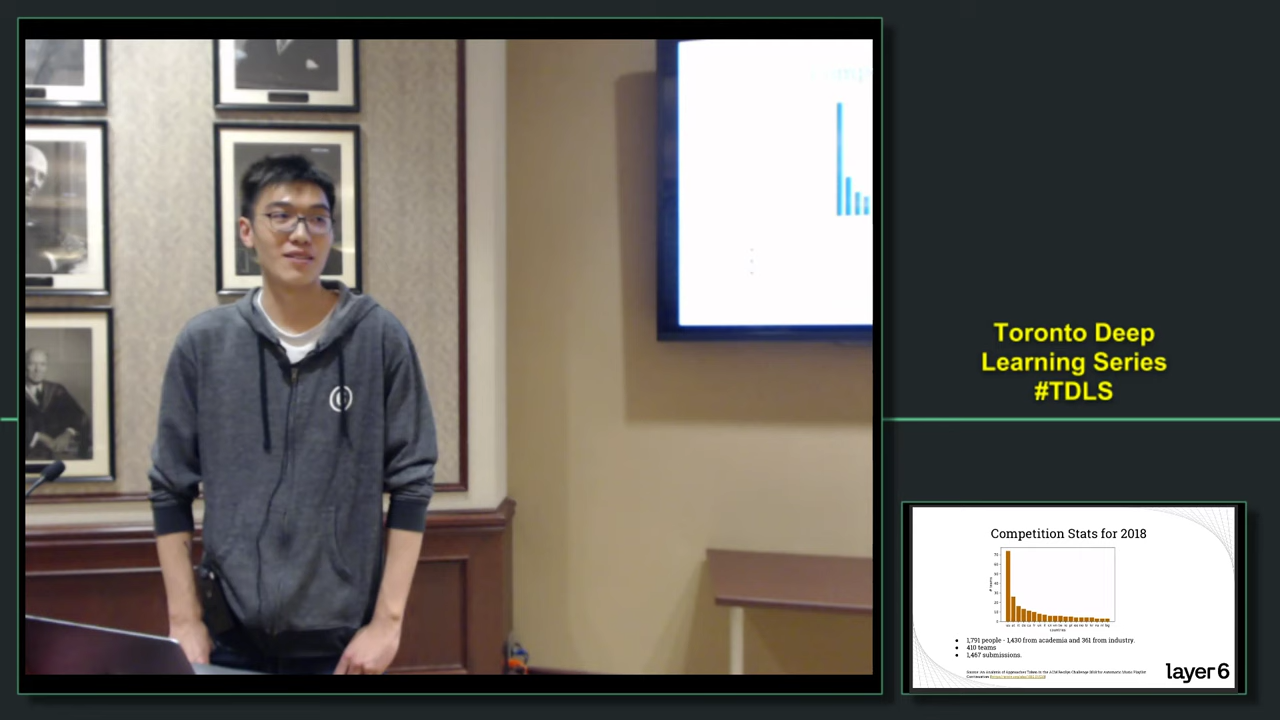 Toronto Deep
Learning Series
#TDLS
Competition Stats for 2018
1,791 people - 1,430 from academia and 361 from industry.
410 teams
1,467 submissions.
layer 6